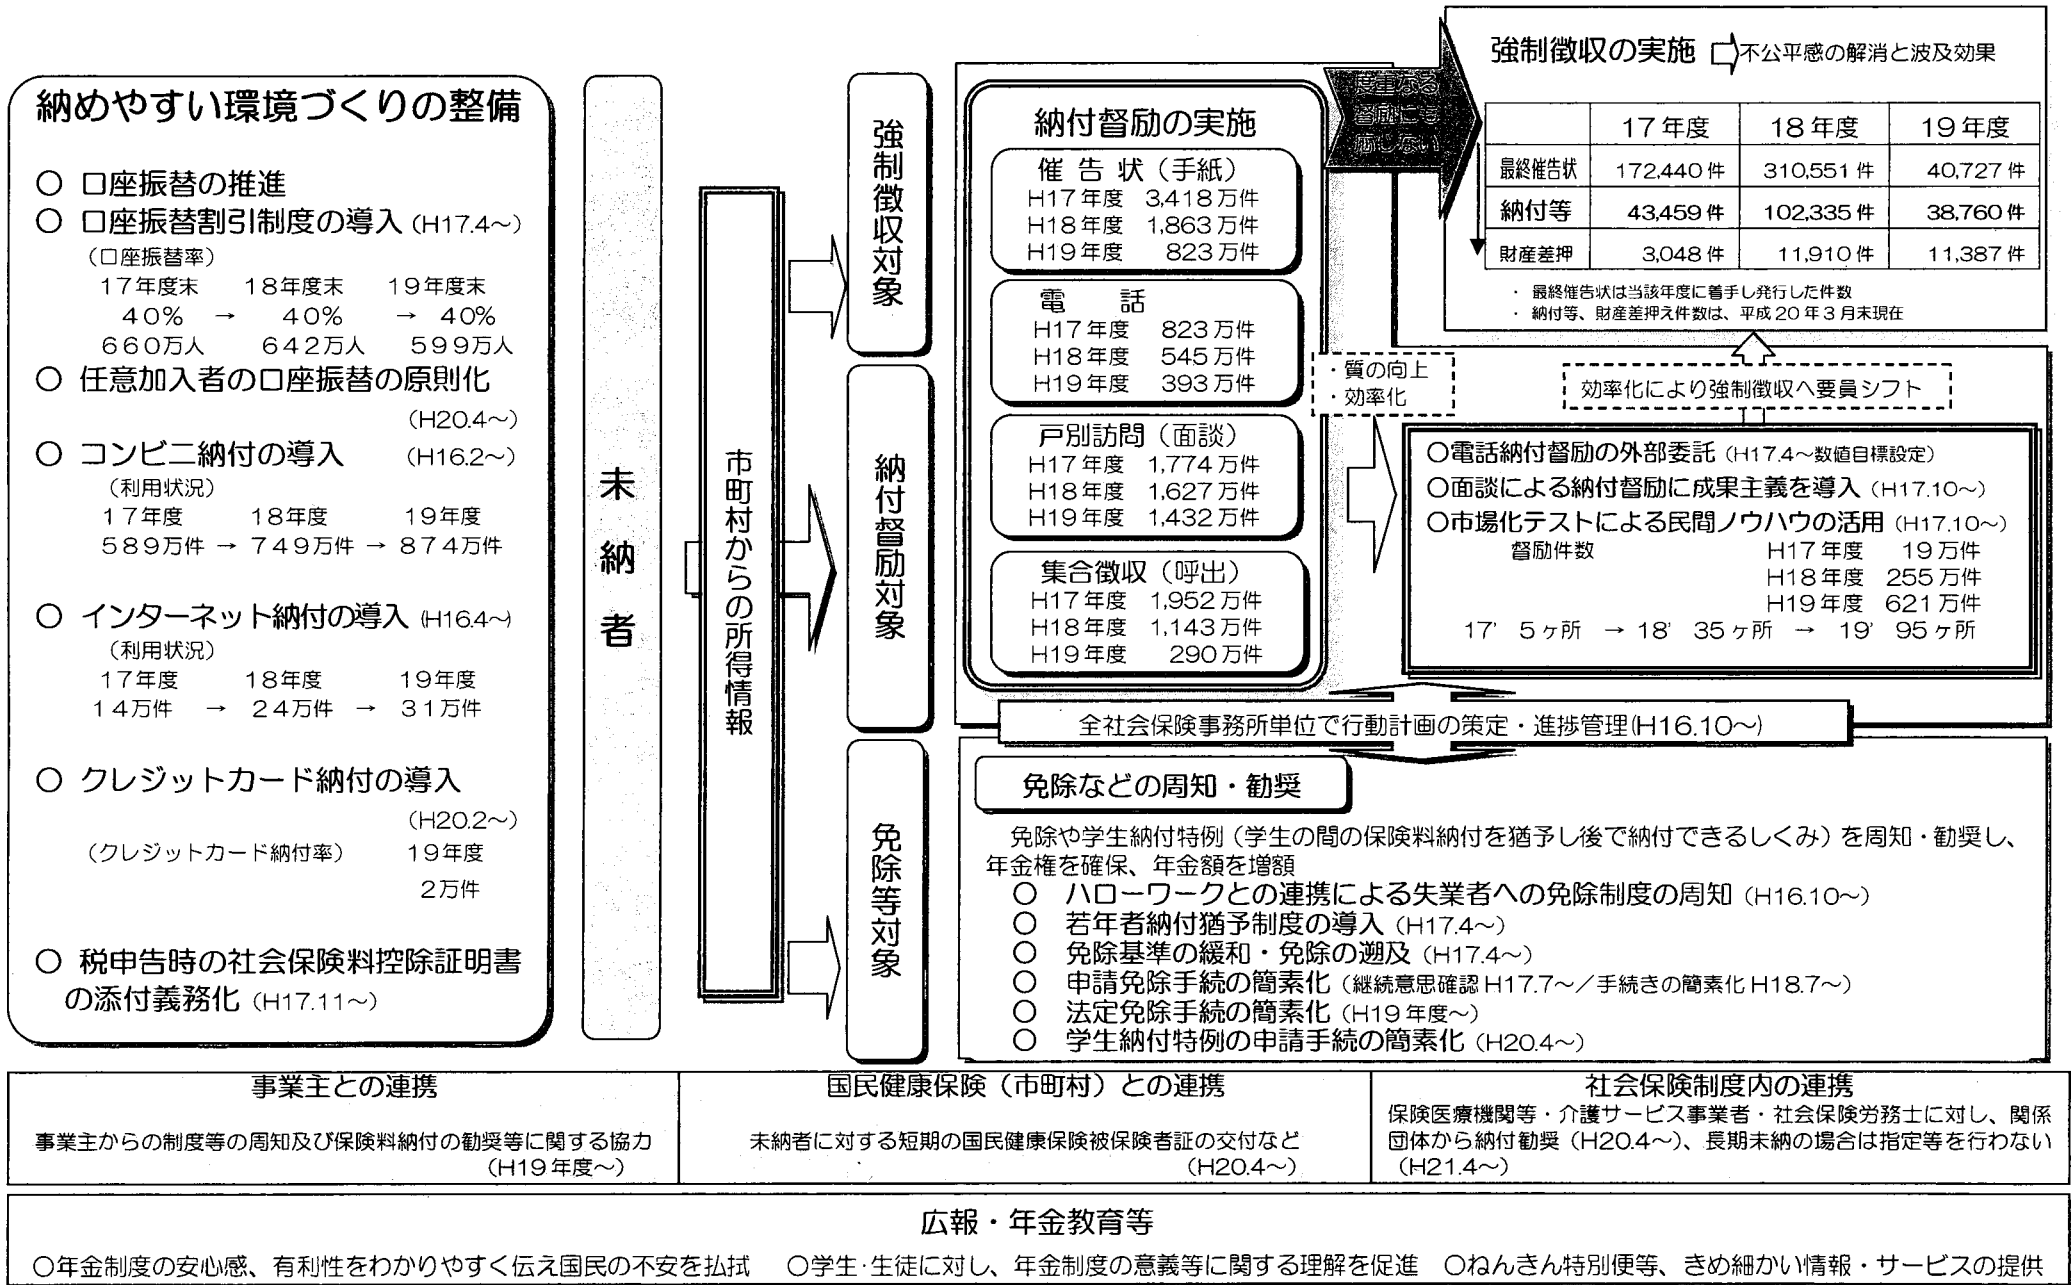 納めやすい環境づくりの整備
○ 口座振替の推進
○ 口座振替割引制度の導入 (H17.4〜)
(口座振替率)
17年度末 18年度末 19年度末
40% → 40% → 40%
660万人 642万人 599万人
○ 任意加入者の口座振替の原則化
(H20.4〜)
○ コンビニ納付の導入 (H16.2〜)
(利用状況)
17年度 18年度 19年度
589万件 → 749万件 → 874万件
○ インターネット納付の導入 (H16.4〜)
(利用状況)
17年度 18年度 19年度
14万件 → 24万件 → 31万件
○ クレジットカード納付の導入
(H20.2〜)
(クレジットカード納付率) 19年度
2万件
○ 税申告時の社会保険料控除証明書
の添付義務化 (H17.11〜)
未納者
市町村からの所得情報
強制徴収対象
納付督励対象
免除等対象
納付督励の実施
催告状(手紙)
H17年度 3,418万件
H18年度 1,863万件
H19年度 823万件
電 話
H17年度 823万件
H18年度 545万件
H19年度 393万件
戸別訪問(面談)
H17年度 1,774万件
H18年度 1,627万件
H19年度 1,432万件
集合徴収(呼出)
H17年度 1,952万件
H18年度 1,143万件
H19年度 290万件
度重なる
督励にも
応じない
強制徴収の実施 ⇨不公平感の解消と波及効果
17年度 18年度 19年度
最終催告状 172,440件 310,551件 40,727件
納付等 43,459件 102,335件 38,760件
財産差押 3,048件 11,910件 11,387件
・ 最終催告状は当該年度に着手し発行した件数
・ 納付等、財産差押え件数は、平成20年3月末現在
・質の向上
・効率化
効率化により強制徴収へ要員シフト
○電話納付督励の外部委託 (H17.4〜数値目標設定)
○面談による納付督励に成果主義を導入 (H17.10〜)
○市場化テストによる民間ノウハウの活用 (H17.10〜)
督励件数 H17年度 19万件
H18年度 255万件
H19年度 621万件
17' 5ヶ所 → 18' 35ヶ所 → 19' 95ヶ所
全社会保険事務所単位で行動計画の策定・進捗管理(H16.10〜)
免除などの周知・勧奨
免除や学生納付特例(学生の間の保険料納付を猶予し後で納付できるしくみ)を周知・勧奨し、
年金権を確保、年金額を増額
○ ハローワークとの連携による失業者への免除制度の周知 (H16.10〜)
○ 若年者納付猶予制度の導入 (H17.4〜)
○ 免除基準の緩和・免除の遡及 (H17.4〜)
○ 申請免除手続の簡素化 (継続意思確認H17.7〜/手続きの簡素化H18.7〜)
○ 法定免除手続の簡素化 (H19年度〜)
○ 学生納付特例の申請手続の簡素化 (H20.4〜)
事業主との連携
事業主からの制度等の周知及び保険料納付の勧奨等に関する協力
(H19年度〜)
国民健康保険(市町村)との連携
未納者に対する短期の国民健康保険被保険者証の交付など
(H20.4〜)
社会保険制度内の連携
保険医療機関等・介護サービス事業者・社会保険労務士に対し、関係
団体から納付勧奨 (H20.4〜)、長期未納の場合は指定等を行わない
(H21.4〜)
広報・年金教育等
○年金制度の安心感、有利性をわかりやすく伝え国民の不安を払拭 ○学生・生徒に対し、年金制度の意義等に関する理解を促進 ○ねんきん特別便等、きめ細かい情報・サービスの提供